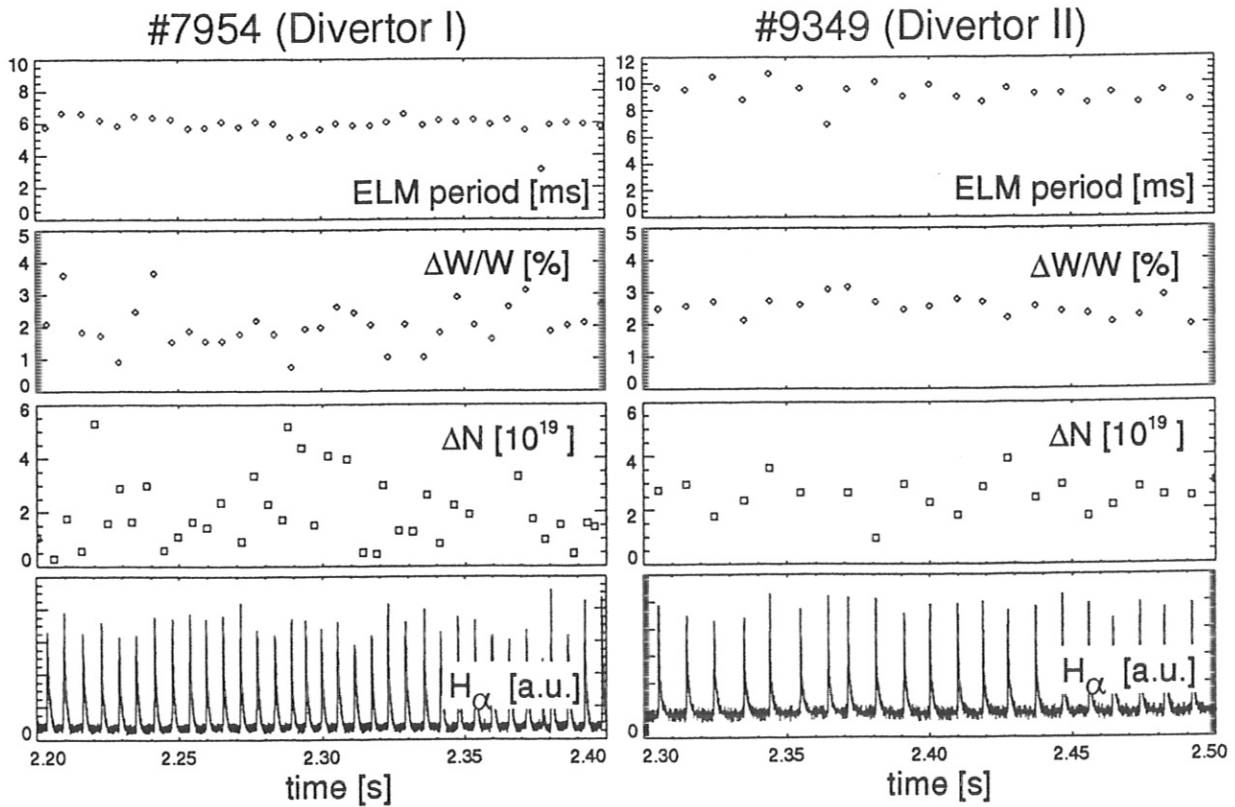 #7954 (Divertor I)
#9349 (Divertor II)
10
8
6
4
2
0
ELM period [ms]
12
10
8
6
4
2
0
ELM period [ms]
5
4
3
2
1
0
ΔW/W [%]
5
4
3
2
1
0
ΔW/W [%]
6
4
2
0
ΔN [10¹⁹ ]
6
4
2
0
ΔN [10¹⁹ ]
Hα [a.u.]
0
Hα [a.u.]
0
2.20 2.25 2.30 2.35 2.40
time [s]
2.30 2.35 2.40 2.45 2.50
time [s]